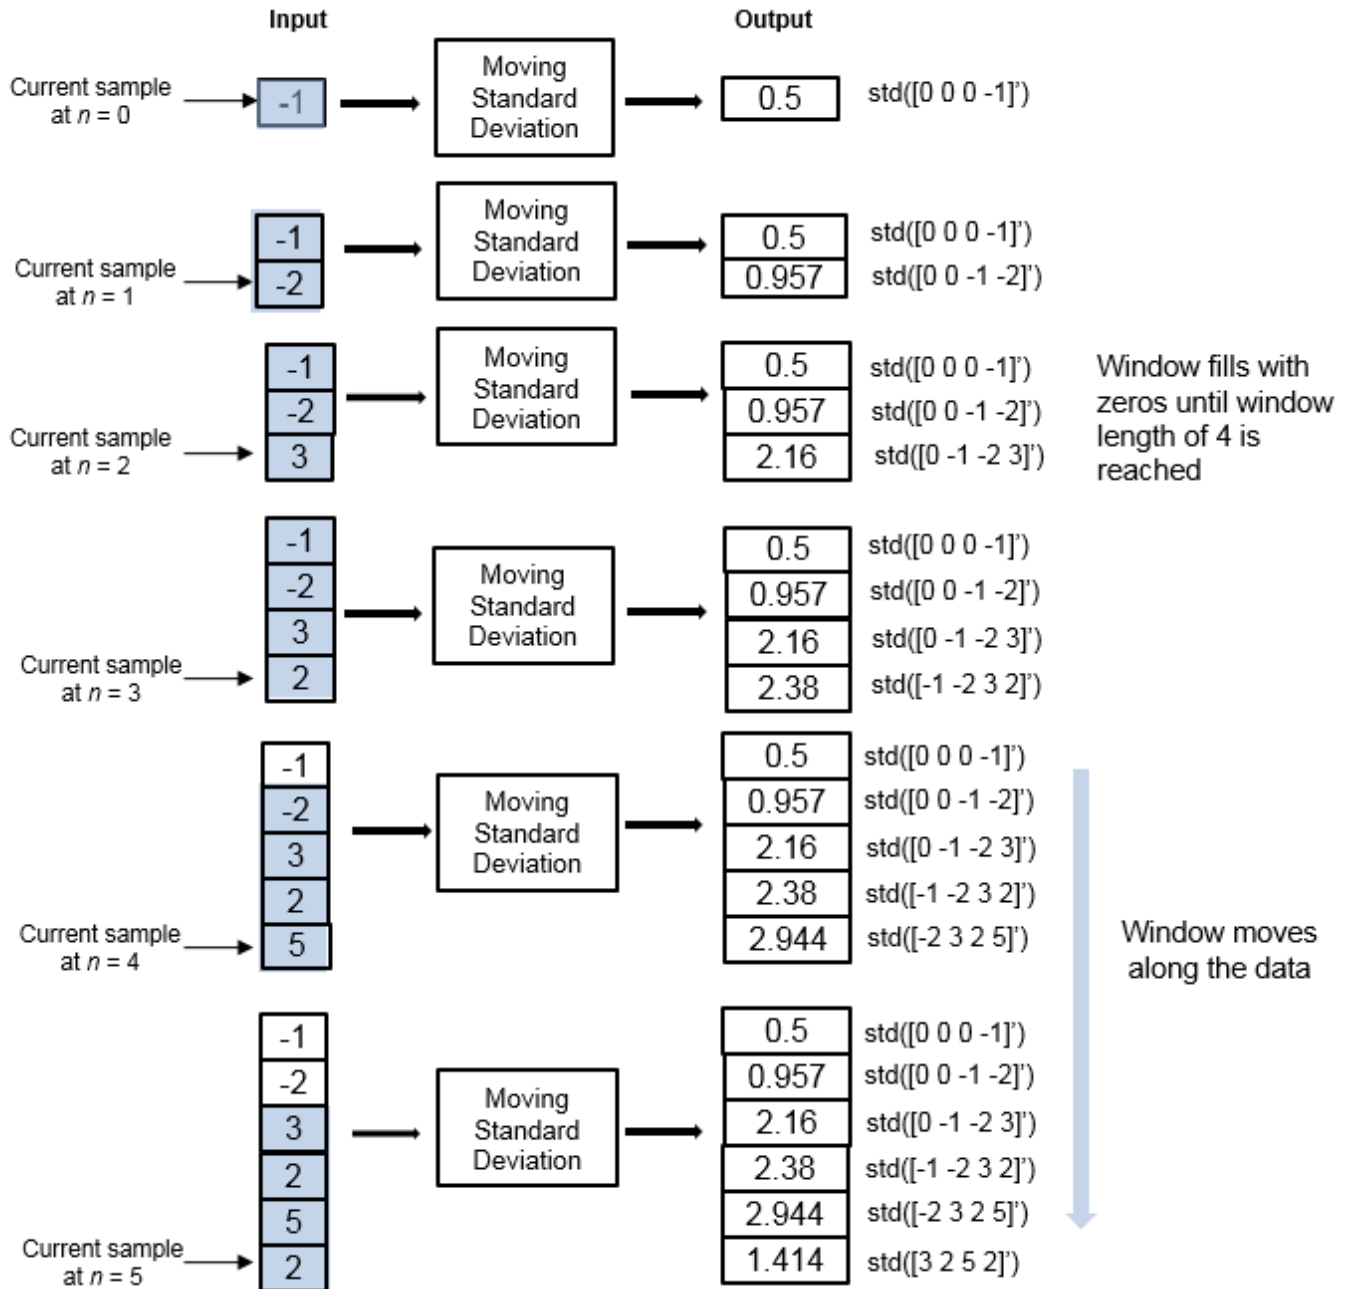 Input
Output
Current sample
at n = 0
-1
Moving
Standard
Deviation
0.5
std([0 0 0 -1]')
Current sample
at n = 1
-1
-2
Moving
Standard
Deviation
0.5
0.957
std([0 0 0 -1]')
std([0 0 -1 -2]')
Current sample
at n = 2
-1
-2
3
Moving
Standard
Deviation
0.5
0.957
2.16
std([0 0 0 -1]')
std([0 0 -1 -2]')
std([0 -1 -2 3]')
Window fills with
zeros until window
length of 4 is
reached
Current sample
at n = 3
-1
-2
3
2
Moving
Standard
Deviation
0.5
0.957
2.16
2.38
std([0 0 0 -1]')
std([0 0 -1 -2]')
std([0 -1 -2 3]')
std([-1 -2 3 2]')
Current sample
at n = 4
-1
-2
3
2
5
Moving
Standard
Deviation
0.5
0.957
2.16
2.38
2.944
std([0 0 0 -1]')
std([0 0 -1 -2]')
std([0 -1 -2 3]')
std([-1 -2 3 2]')
std([-2 3 2 5]')
Window moves
along the data
Current sample
at n = 5
-1
-2
3
2
5
2
Moving
Standard
Deviation
0.5
0.957
2.16
2.38
2.944
1.414
std([0 0 0 -1]')
std([0 0 -1 -2]')
std([0 -1 -2 3]')
std([-1 -2 3 2]')
std([-2 3 2 5]')
std([3 2 5 2]')